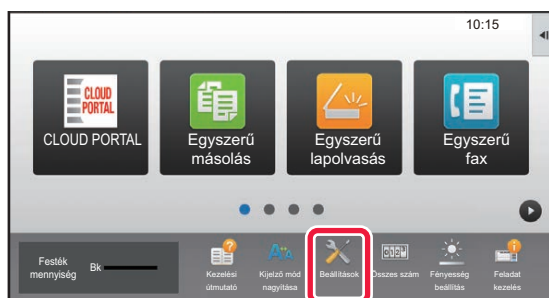 10:15
CLOUD
PORTAL
CLOUD PORTAL
Egyszerű
másolás
Egyszerű
lapolvasás
Egyszerű
fax
Festék
mennyiség
Bk
Kezelési
útmutató
Kijelző mód
nagyítása
Beállítások
Összes szám
Fényesség
beállítás
Feladat
kezelés